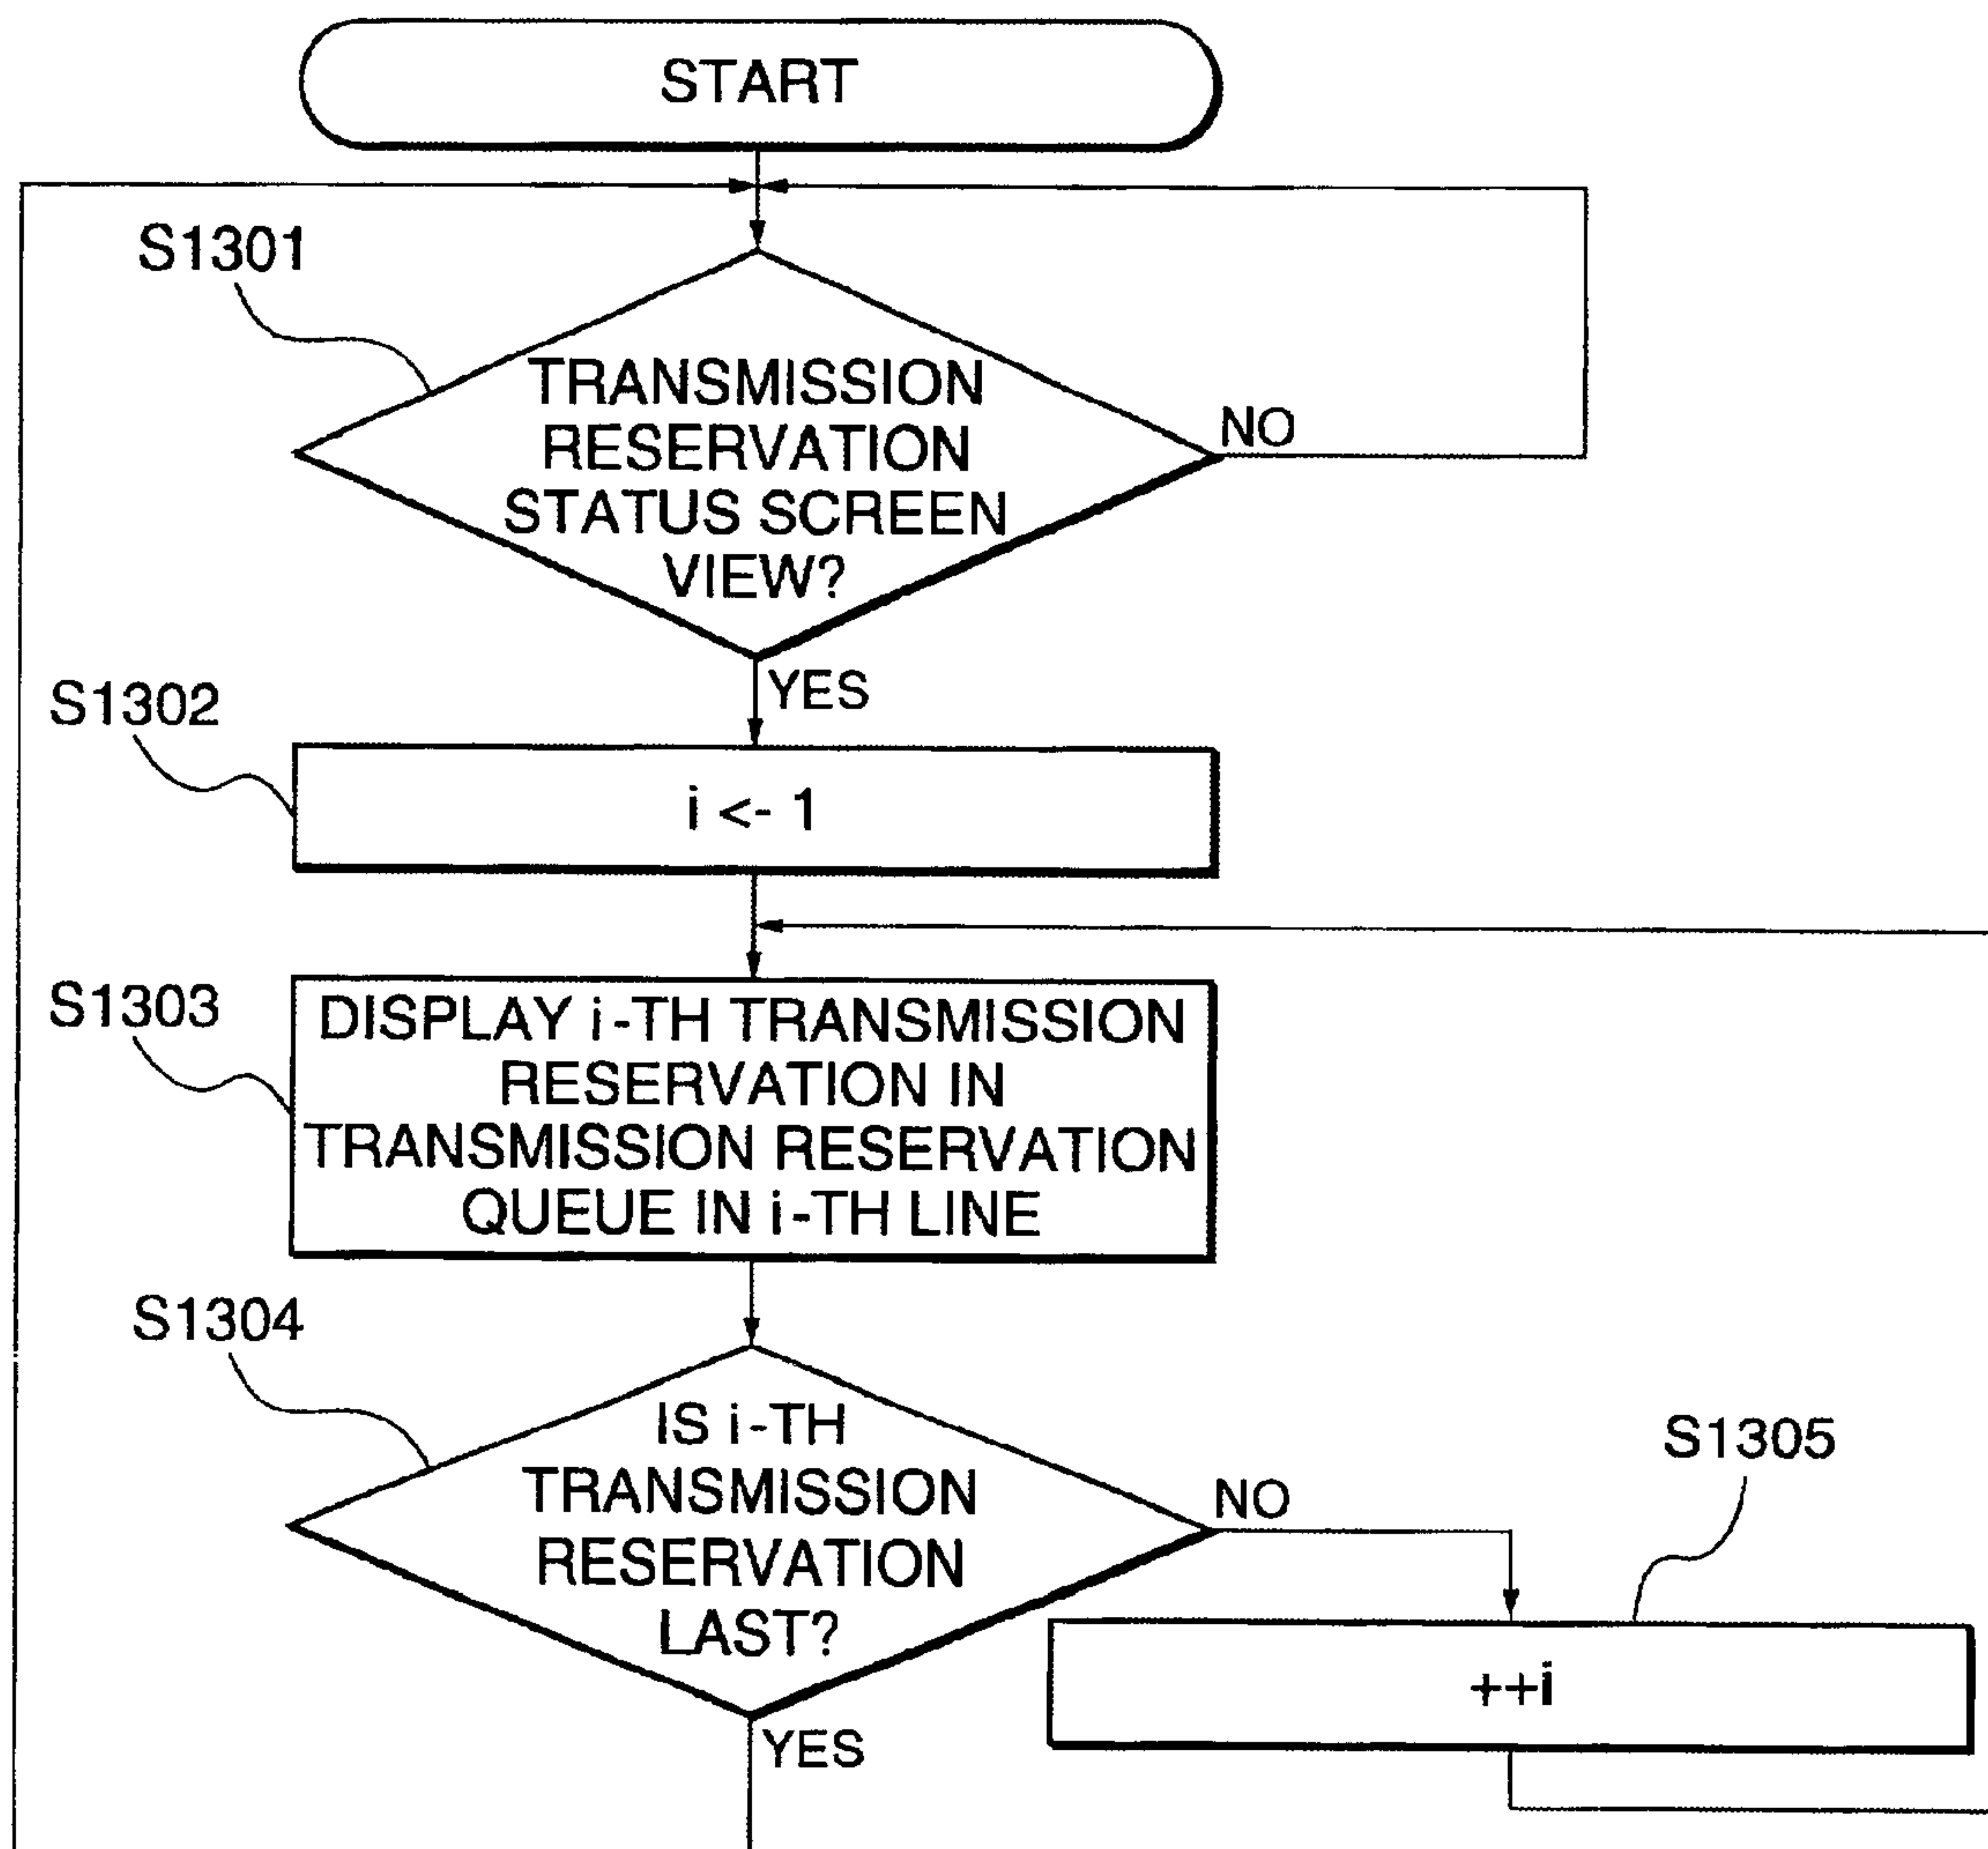 START
S1301
TRANSMISSION
RESERVATION
STATUS SCREEN
VIEW?
NO
YES
S1302
i <- 1
S1303
DISPLAY i-TH TRANSMISSION
RESERVATION IN
TRANSMISSION RESERVATION
QUEUE IN i-TH LINE
S1304
IS i-TH
TRANSMISSION
RESERVATION
LAST?
NO
YES
S1305
++i